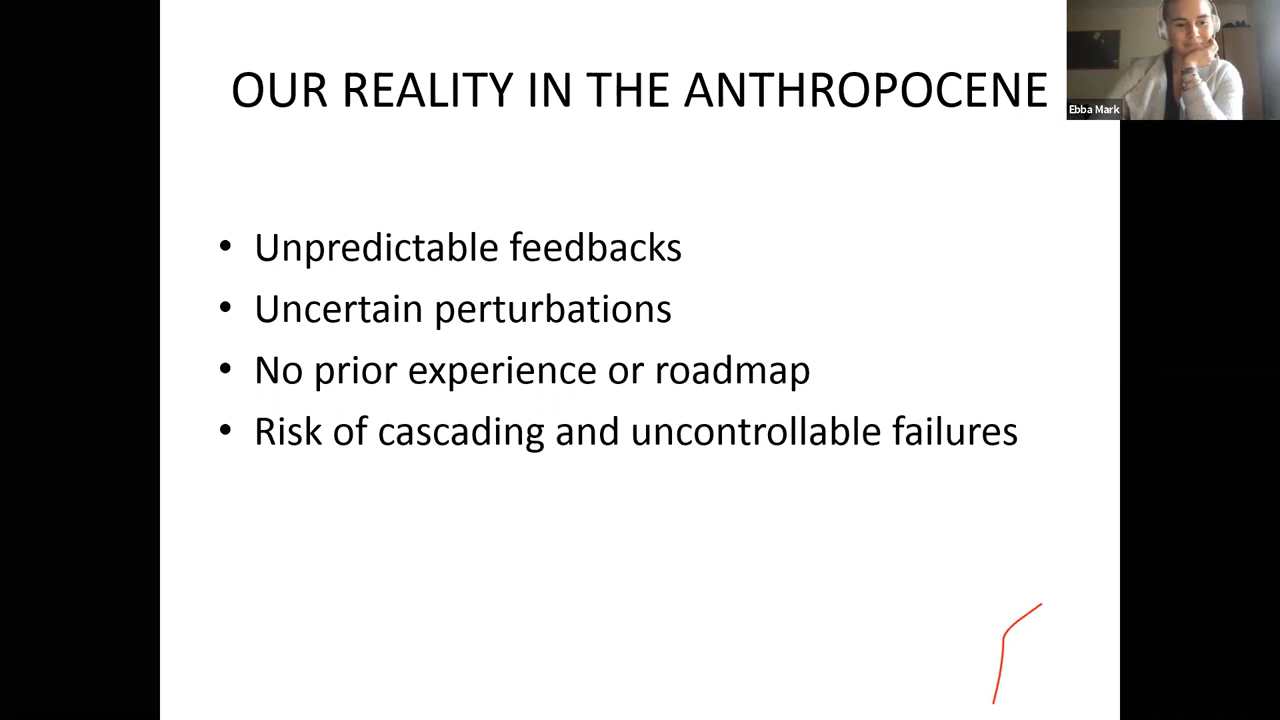 OUR REALITY IN THE ANTHROPOCENE
Ebba Mark
• Unpredictable feedbacks
• Uncertain perturbations
• No prior experience or roadmap
• Risk of cascading and uncontrollable failures